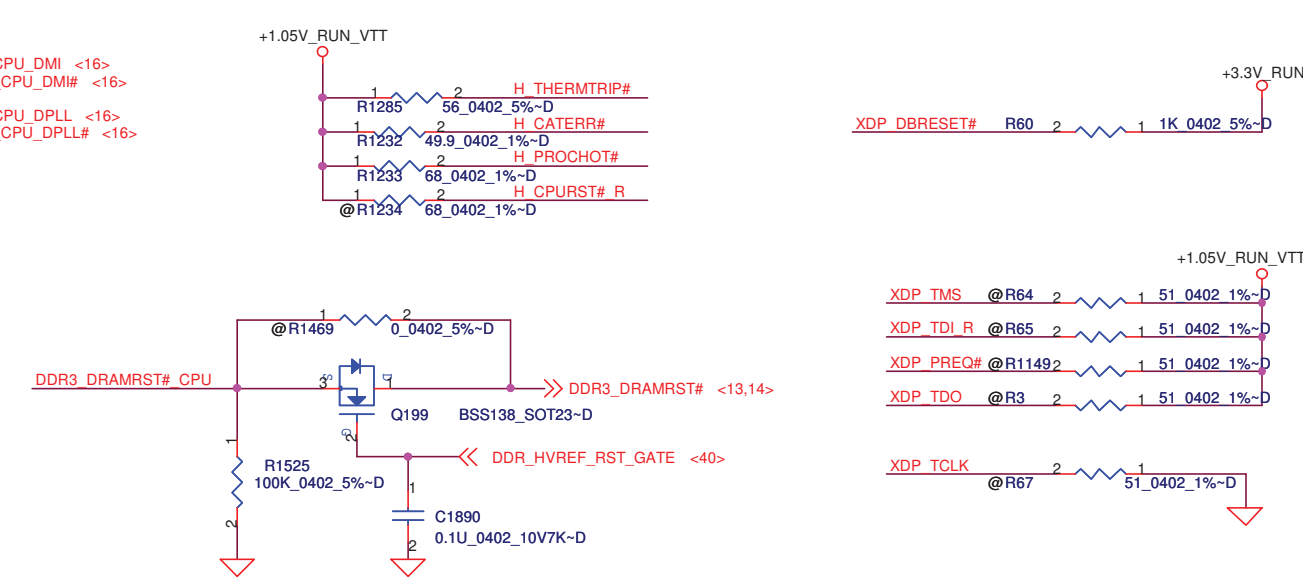 +1.05V_RUN_VTT
CPU_DMI <16>
CPU_DMI# <16>
CPU_DPLL <16>
CPU_DPLL# <16>
1 2 H_THERMTRIP#
R1285 56_0402_5%~D
1 2 H_CATERR#
R1232 49.9_0402_1%~D
1 2 H_PROCHOT#
R1233 68_0402_1%~D
1 2 H_CPURST#_R
@R1234 68_0402_1%~D
+3.3V_RUN
XDP_DBRESET# R60 2 1 1K_0402_5%~D
1 2
@R1469 0_0402_5%~D
DDR3_DRAMRST#_CPU 3 S D 1 DDR3_DRAMRST# <13,14>
Q199 BSS138_SOT23~D
G 2
DDR_HVREF_RST_GATE <40>
1
R1525
100K_0402_5%~D
2
1
C1890
0.1U_0402_10V7K~D
2
+1.05V_RUN_VTT
XDP_TMS @R64 2 1 51_0402_1%~D
XDP_TDI_R @R65 2 1 51_0402_1%~D
XDP_PREQ# @R1149 2 1 51_0402_1%~D
XDP_TDO @R3 2 1 51_0402_1%~D
XDP_TCLK 2 1
@R67 51_0402_1%~D